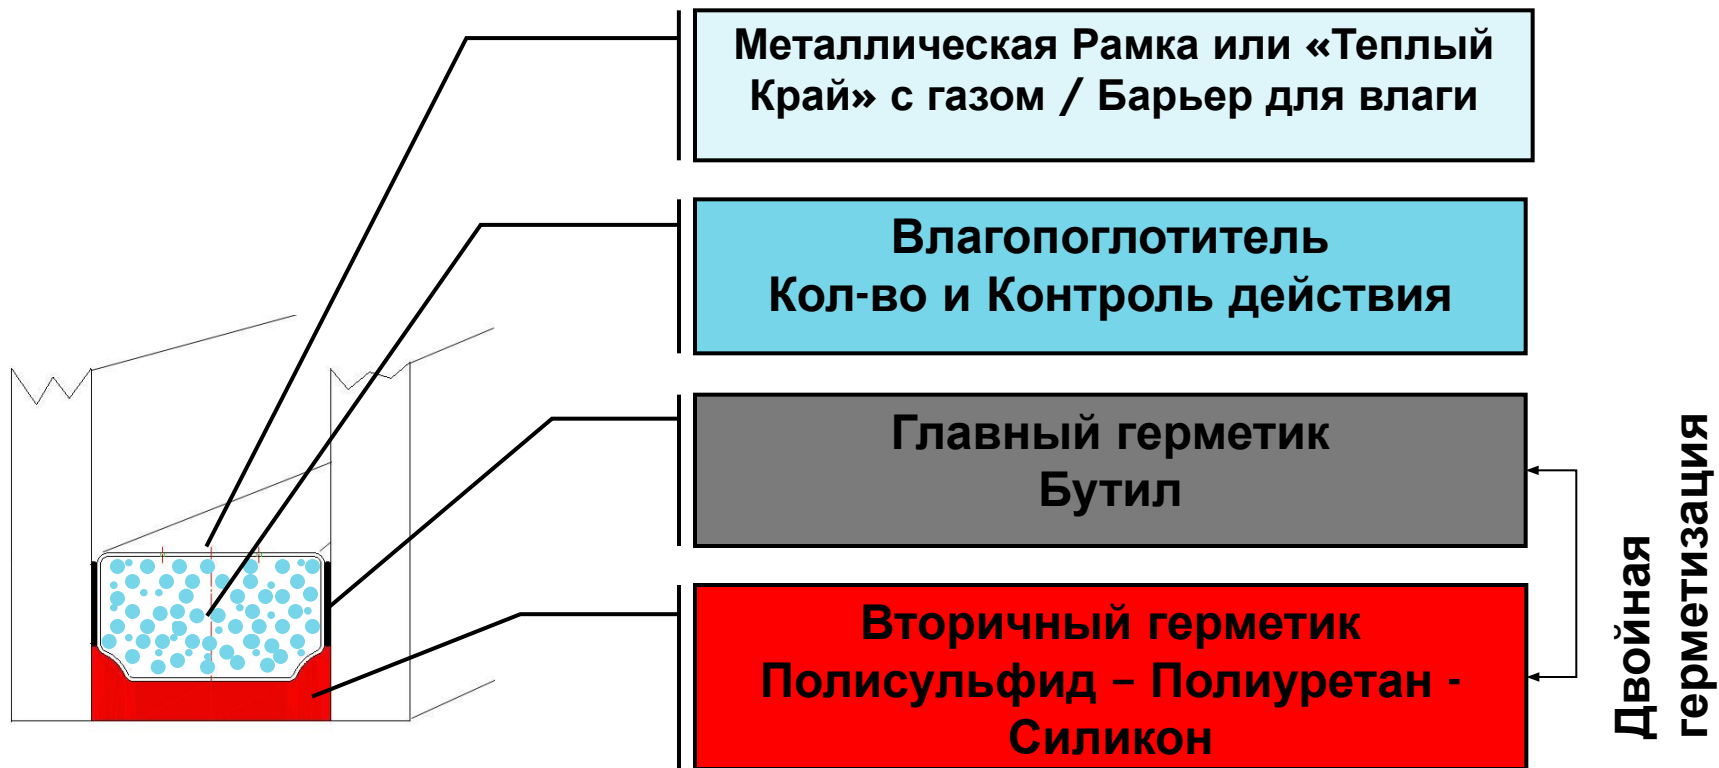 Металлическая Рамка или «Теплый
Край» с газом / Барьер для влаги
Влагопоглотитель
Кол-во и Контроль действия
Главный герметик
Бутил
Вторичный герметик
Полисульфид – Полиуретан -
Силикон
Двойная
герметизация